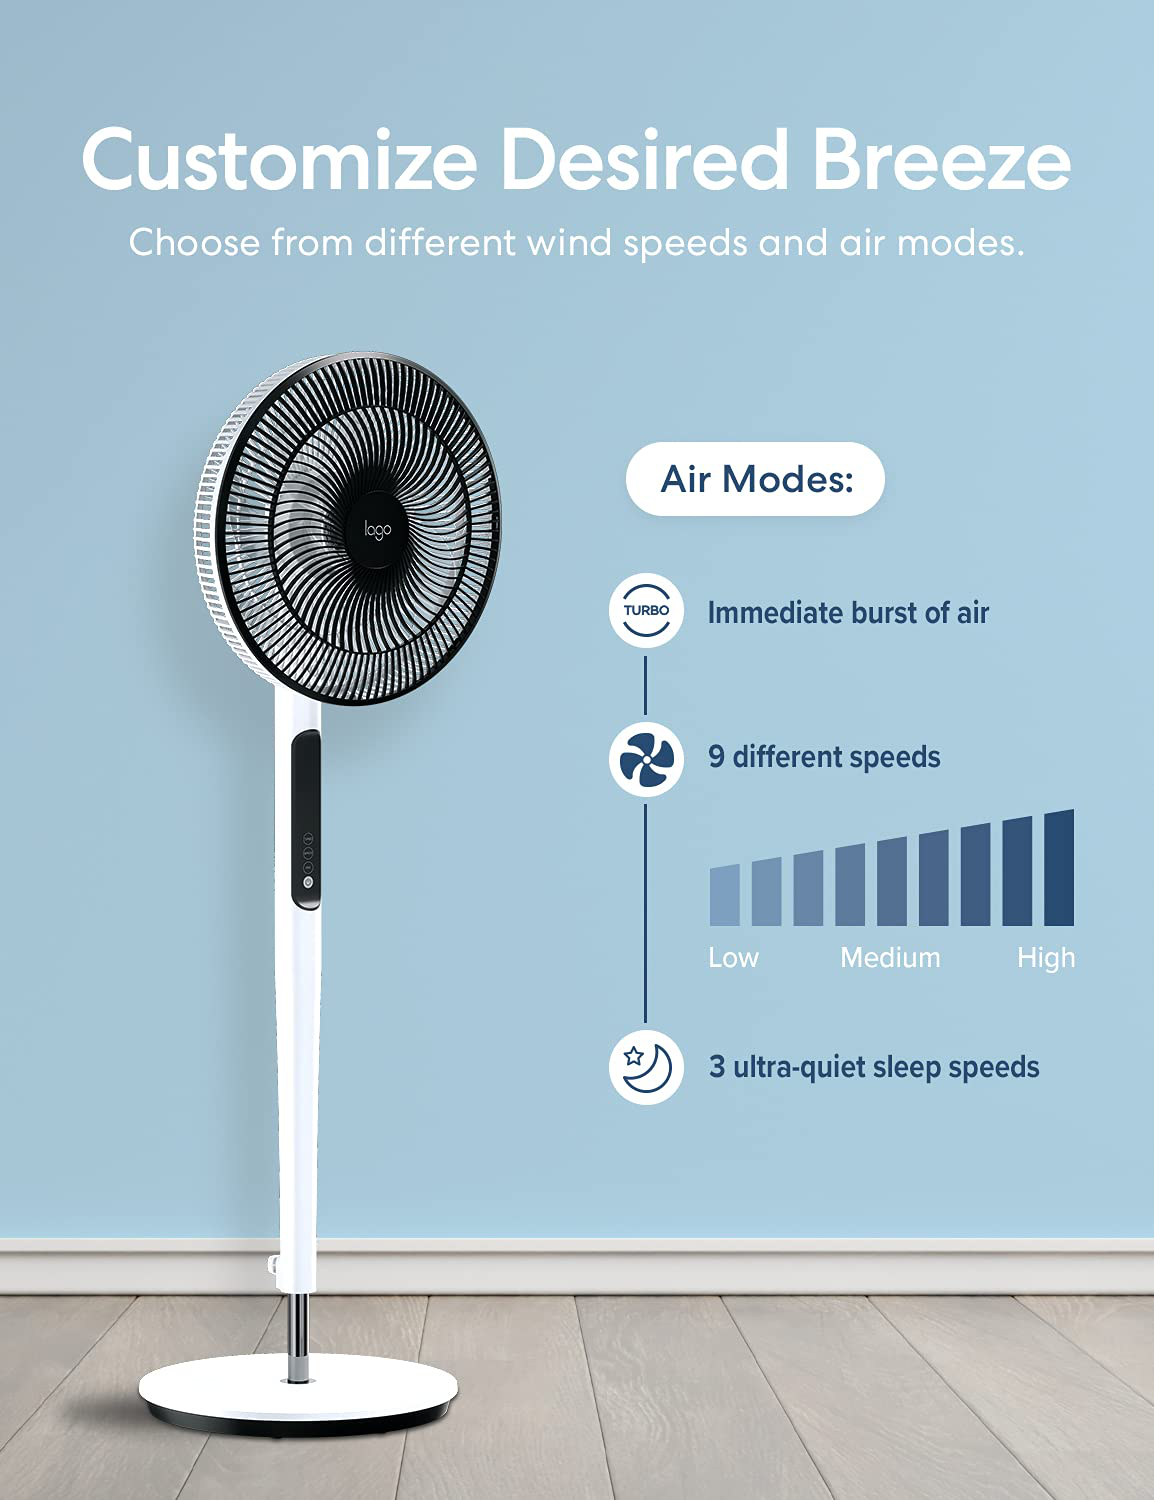 Customize Desired Breeze
Choose from different wind speeds and air modes.
lago
Air Modes:
TURBO
Immediate burst of air
9 different speeds
Low Medium High
3 ultra-quiet sleep speeds